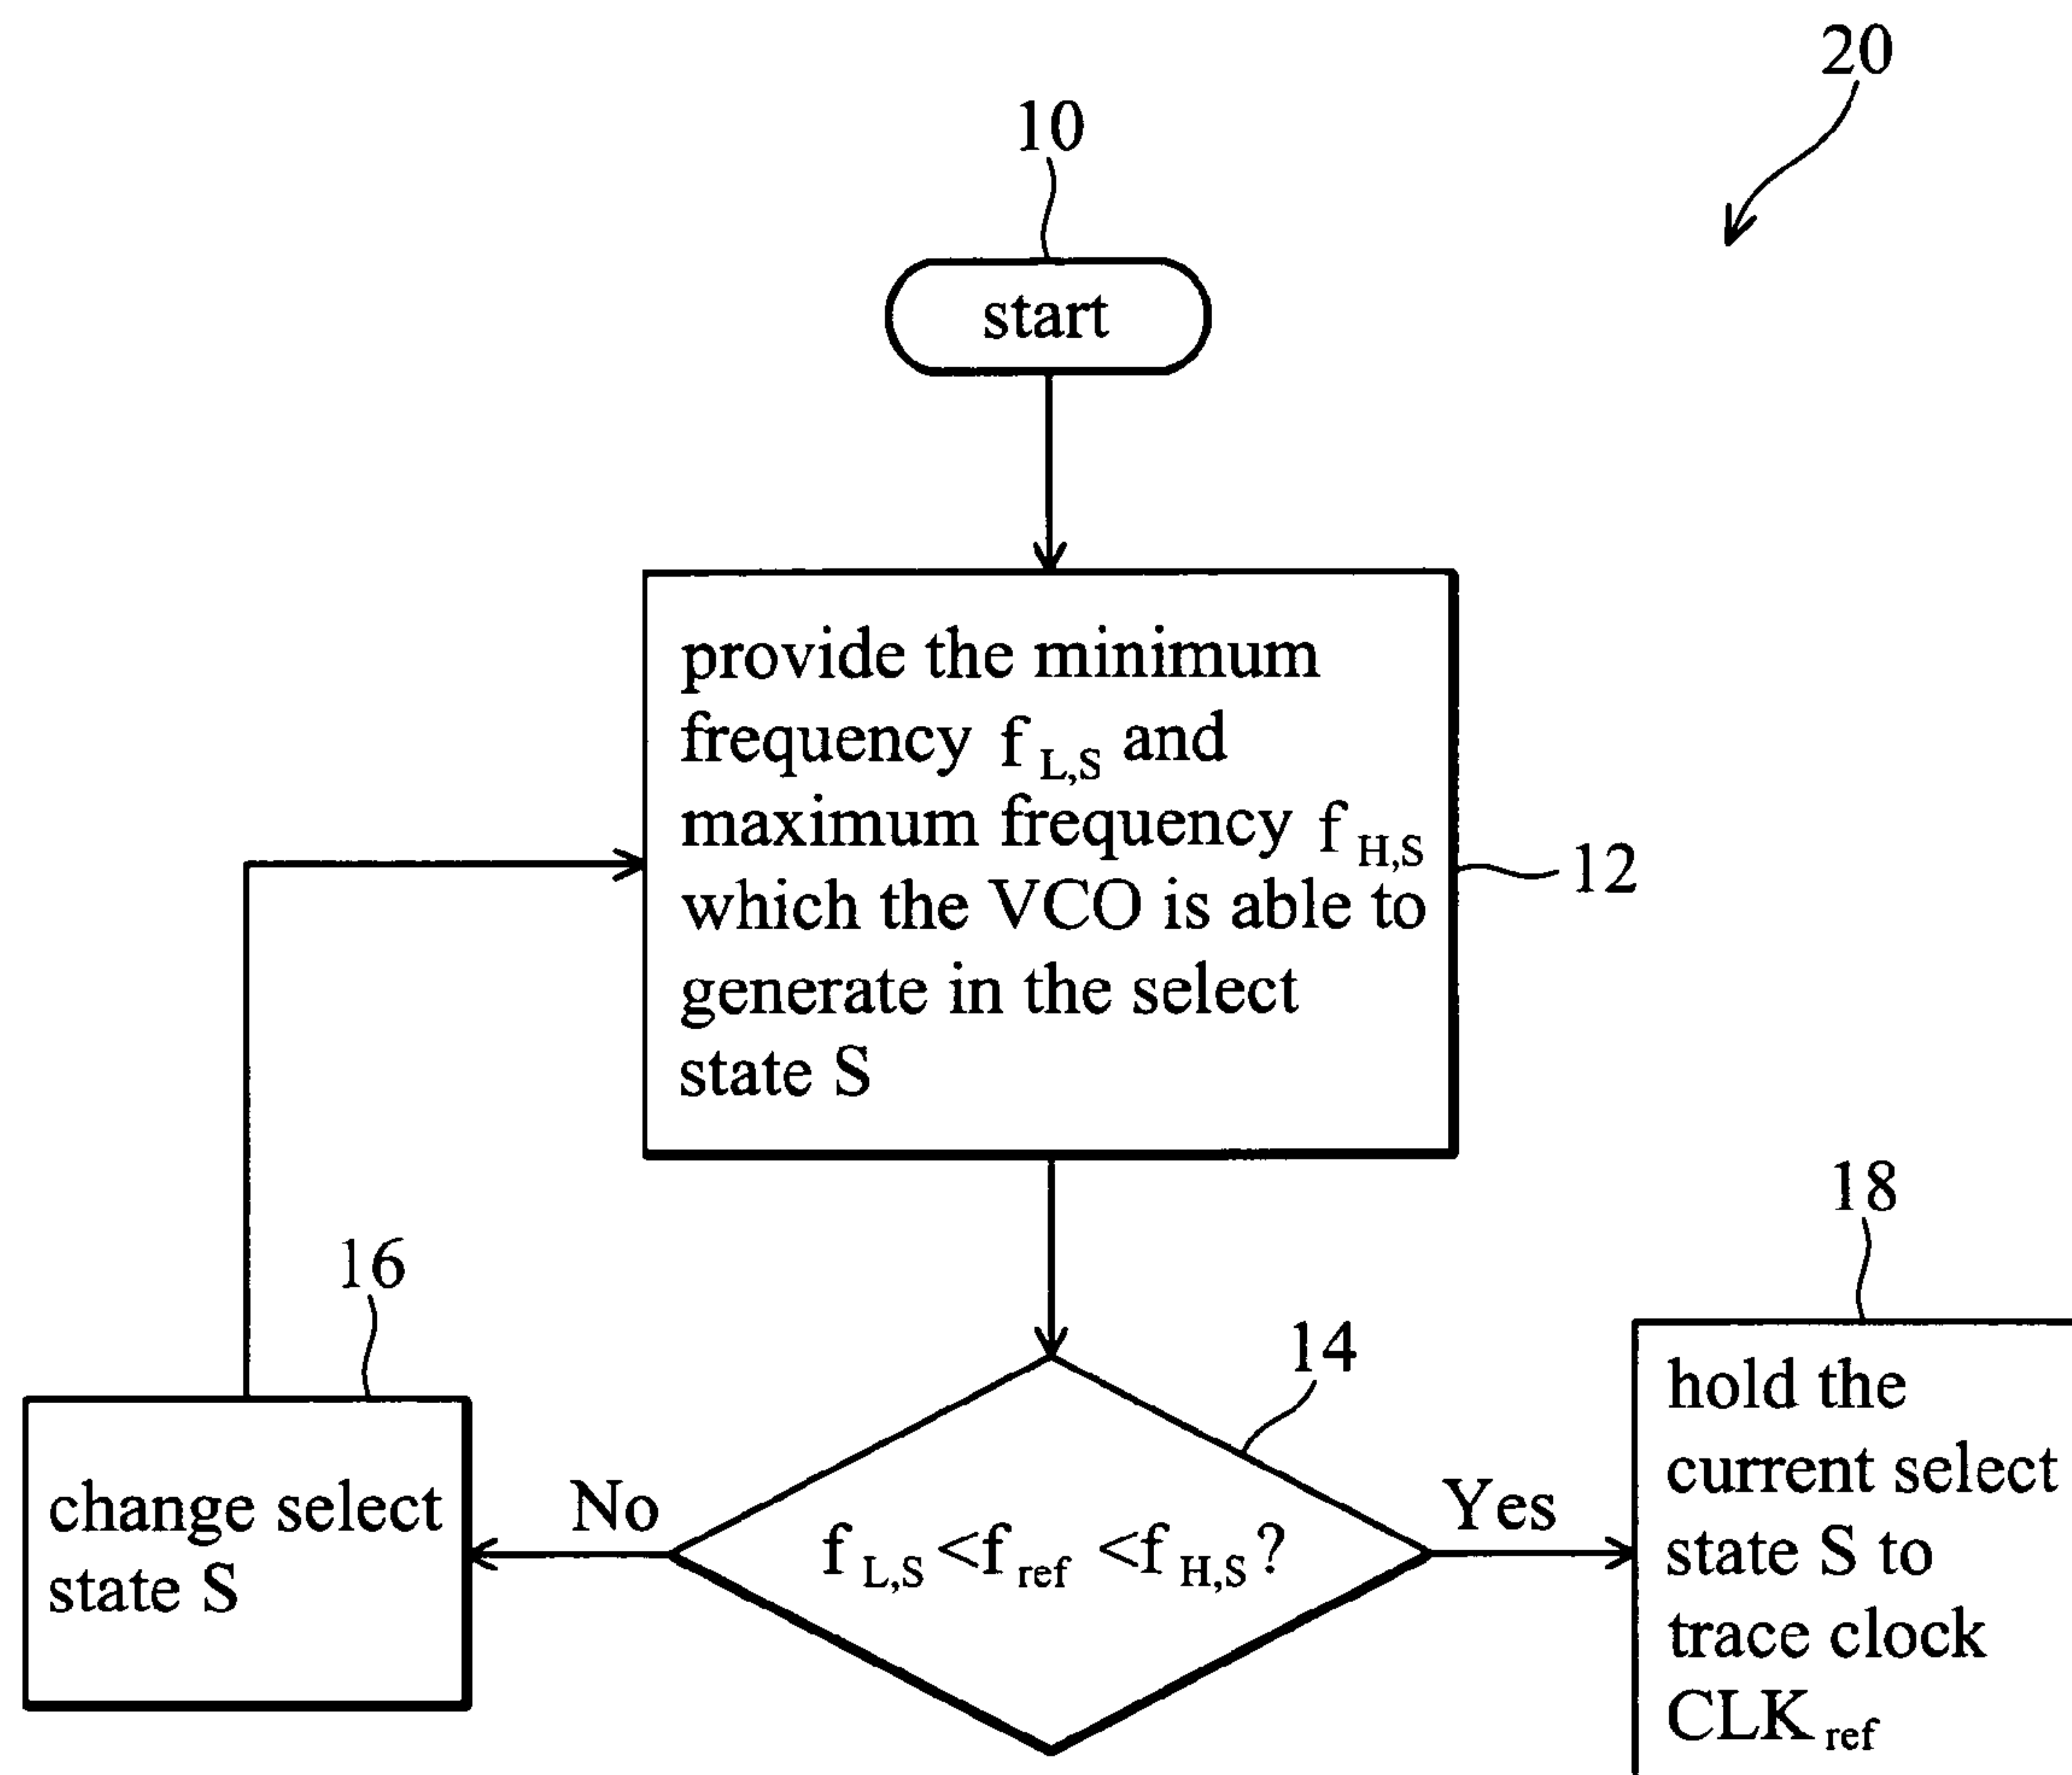 20
10
start
provide the minimum
frequency f L,S and
maximum frequency f H,S
which the VCO is able to
generate in the select
state S
12
18
16
14
hold the
current select
state S to
trace clock
CLK ref
change select
state S
No
f L,S <f ref <f H,S ?
Yes